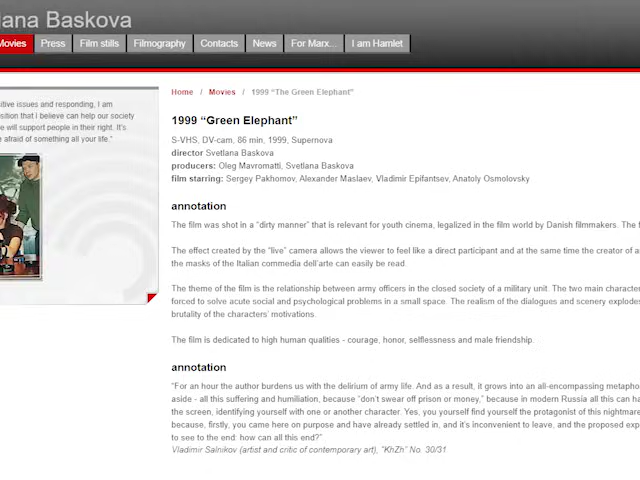 Baskova
Movies Press Film stills Filmography Contacts News For Marx... I am Hamlet
Home / Movies / 1999 “The Green Elephant”
issues and responding, I am
that i believe can help our society
will support people in their right. It's
afraid of something all your life.”
1999 “Green Elephant”
S-VHS, DV-cam, 86 min, 1999, Supernova
director Svetlana Baskova
producers: Oleg Mavromatti, Svetlana Baskova
film starring: Sergey Pakhomov, Alexander Maslaev, Vladimir Epifantsev, Anatoly Osmolovsky
annotation
The film was shot in a “dirty manner” that is relevant for youth cinema, legalized in the film world by Danish filmmakers. The
The effect created by the “live” camera allows the viewer to feel like a direct participant and at the same time the creator of
the masks of the Italian commedia dell'arte can easily be read.
The theme of the film is the relationship between army officers in the closed society of a military unit. The two main
forced to solve acute social and psychological problems in a small space. The realism of the dialogues and scenery
brutality of the characters' motivations.
The film is dedicated to high human qualities - courage, honor, selflessness and male friendship.
annotation
“For an hour the author burdens us with the delirium of army life. And as a result, it grows into an all-encompassing
aside - all this suffering and humiliation, because “don't swear off prison or money,” because in modern Russia all this can
the screen, identifying yourself with one or another character. Yes, you yourself find yourself the protagonist of this
because, firstly, you came here on purpose and have already settled in, and it's inconvenient to leave, and the proposed
to see to the end: how can all this end?”
Vladimir Salnikov (artist and critic of contemporary art), “KhZh” No. 30/31